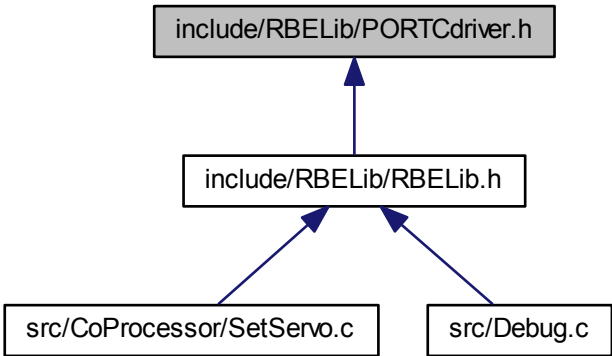 include/RBELib/PORTCdriver.h
include/RBELib/RBELib.h
src/CoProcessor/SetServo.c
src/Debug.c